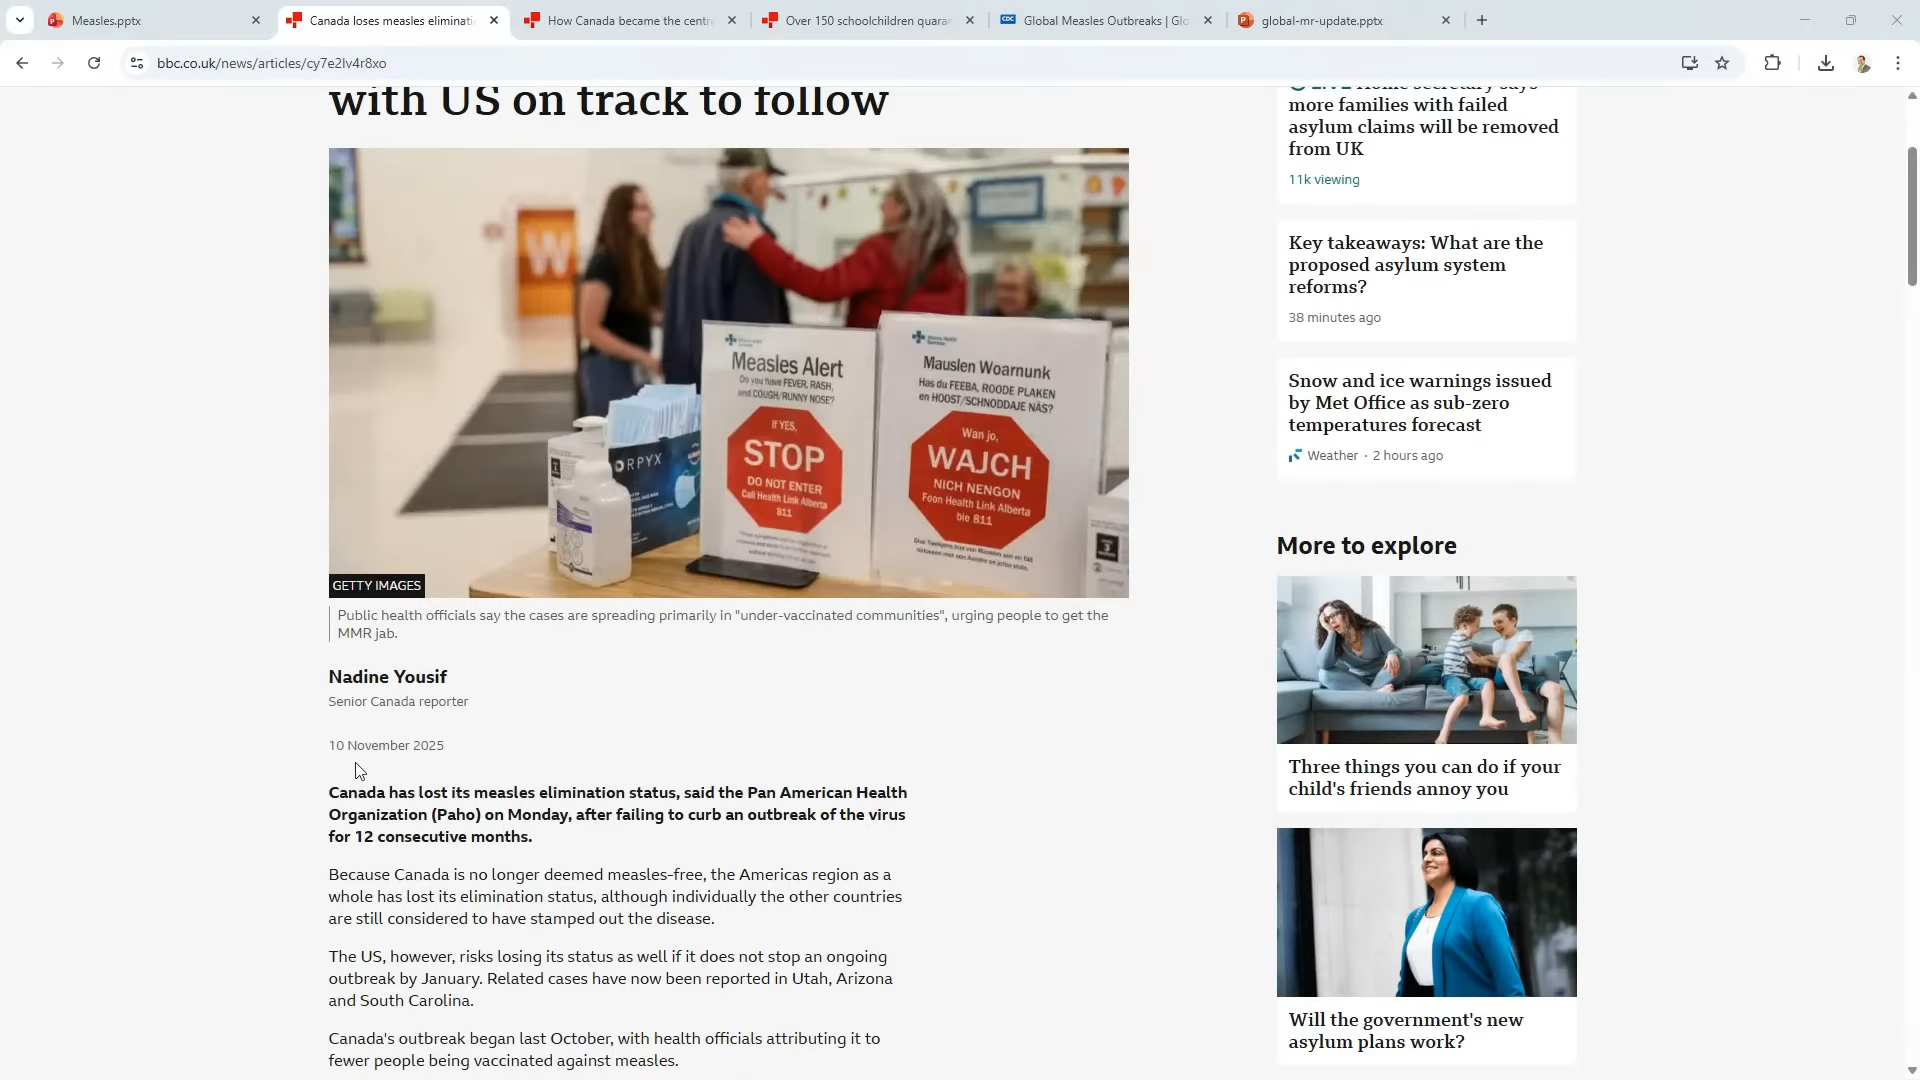 Measles.pptx
Canada loses measles eliminati
How Canada became the centre
Over 150 schoolchildren quaran
Global Measles Outbreaks | Glo
global-mr-update.pptx
bbc.co.uk/news/articles/cy7e2lv4r8xo
with US on track to follow
Measles Alert
Do you have FEVER, RASH,
and COUGH/RUNNY NOSE?
If YES,
STOP
DO NOT ENTER
Call Health Link Alberta
811
Mauslen Woarnunk
Has du FEEBA, ROODE PLAKEN
en HOOST/SCHNODDAJE NÄS?
Wan jo,
WAJCH
NICH NENGON
Foon Health Link Alberta
bie 811
ORPYX
W
GETTY IMAGES
Public health officials say the cases are spreading primarily in "under-vaccinated communities", urging people to get the
MMR jab.
Nadine Yousif
Senior Canada reporter
10 November 2025
Canada has lost its measles elimination status, said the Pan American Health
Organization (Paho) on Monday, after failing to curb an outbreak of the virus
for 12 consecutive months.
Because Canada is no longer deemed measles-free, the Americas region as a
whole has lost its elimination status, although individually the other countries
are still considered to have stamped out the disease.
The US, however, risks losing its status as well if it does not stop an ongoing
outbreak by January. Related cases have now been reported in Utah, Arizona
and South Carolina.
Canada's outbreak began last October, with health officials attributing it to
fewer people being vaccinated against measles.
LIVE Home secretary says
more families with failed
asylum claims will be removed
from UK
11k viewing
Key takeaways: What are the
proposed asylum system
reforms?
38 minutes ago
Snow and ice warnings issued
by Met Office as sub-zero
temperatures forecast
Weather · 2 hours ago
More to explore
Three things you can do if your
child's friends annoy you
Will the government's new
asylum plans work?